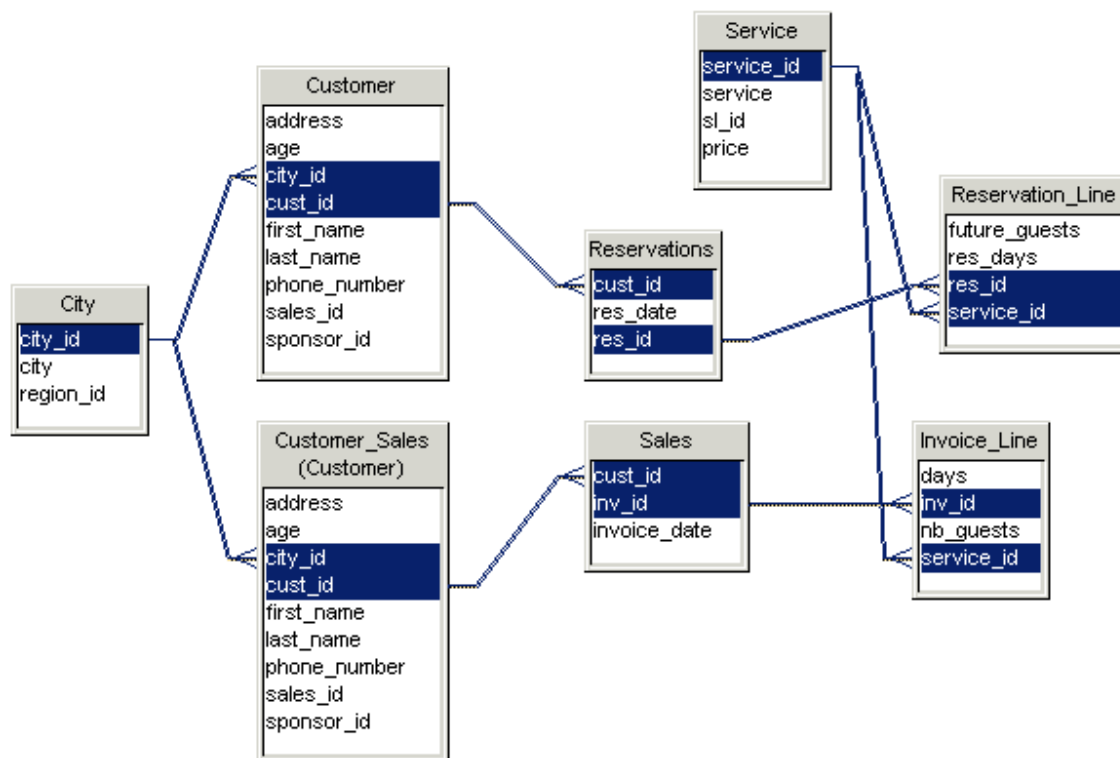 City
city_id
city
region_id
Customer
address
age
city_id
cust_id
first_name
last_name
phone_number
sales_id
sponsor_id
Customer_Sales
(Customer)
address
age
city_id
cust_id
first_name
last_name
phone_number
sales_id
sponsor_id
Reservations
cust_id
res_date
res_id
Sales
cust_id
inv_id
invoice_date
Service
service_id
service
sl_id
price
Reservation_Line
future_guests
res_days
res_id
service_id
Invoice_Line
days
inv_id
nb_guests
service_id